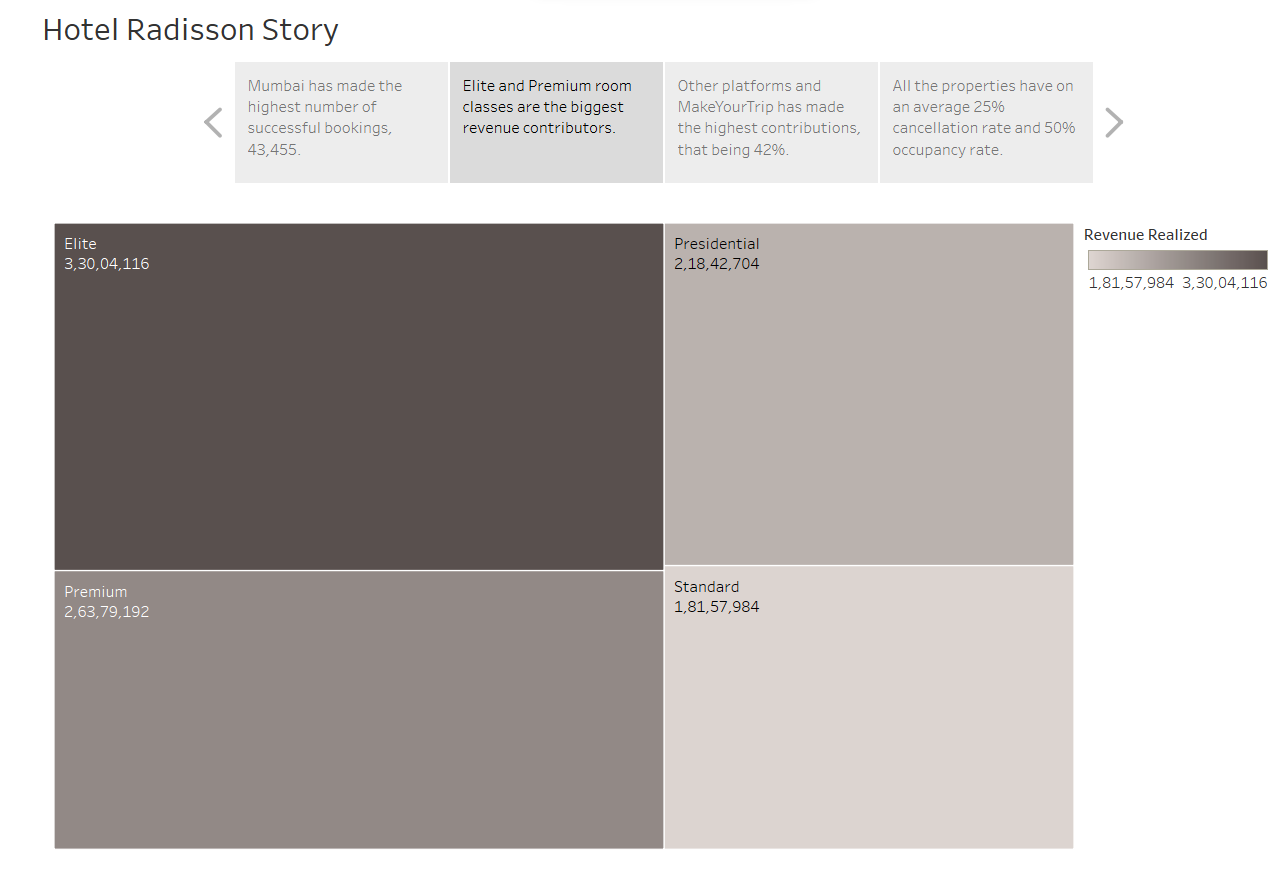 Hotel Radisson Story
Mumbai has made the
highest number of
successful bookings,
43,455.
Elite and Premium room
classes are the biggest
revenue contributors.
Other platforms and
MakeYourTrip has made
the highest contributions,
that being 42%.
All the properties have on
an average 25%
cancellation rate and 50%
occupancy rate.
Elite
3,30,04,116
Presidential
2,18,42,704
Premium
2,63,79,192
Standard
1,81,57,984
Revenue Realized
1,81,57,984 3,30,04,116